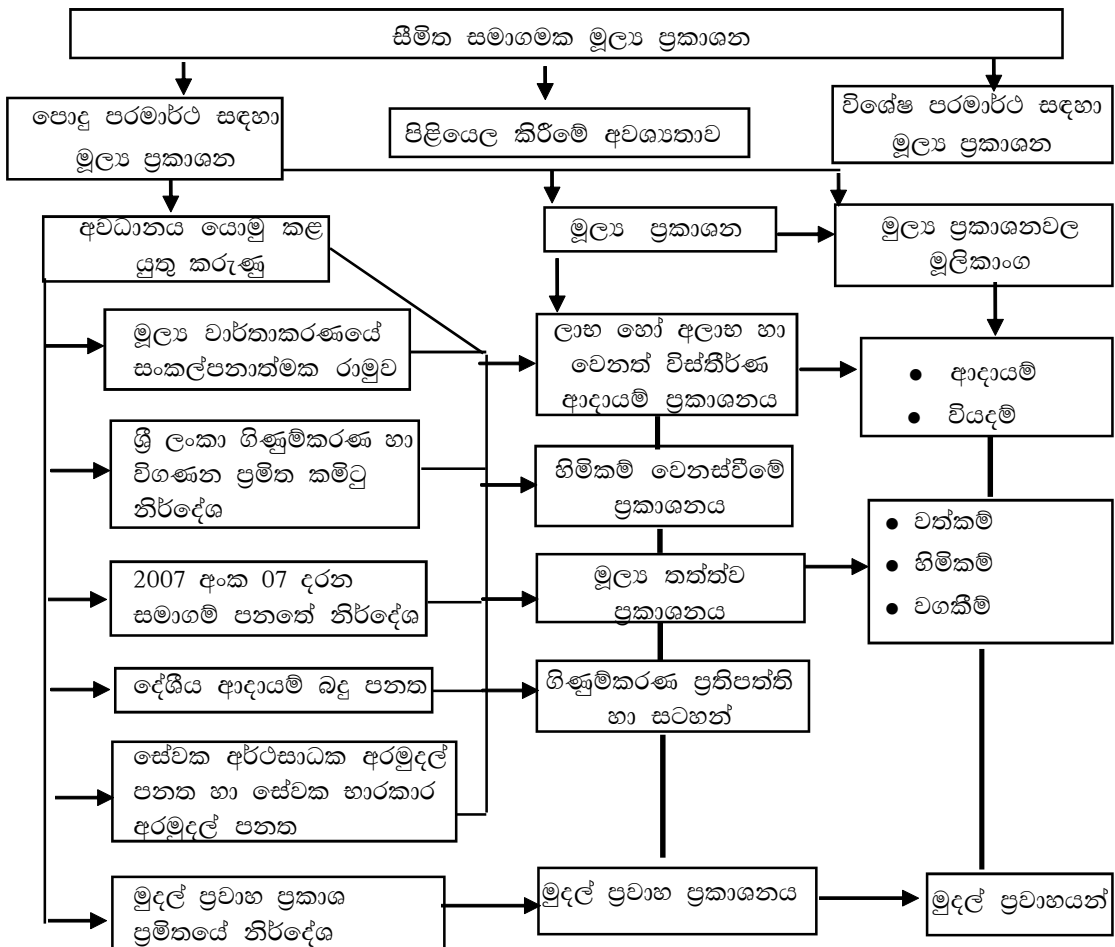 සීමිත සමාගමක මූල්‍ය ප්‍රකාශන
පොදු පරමාර්ථ සඳහා
මූල්‍ය ප්‍රකාශන
පිළියෙල කිරීමේ අවශ්‍යතාව
විශේෂ පරමාර්ථ සඳහා
මූල්‍ය ප්‍රකාශන
අවධානය යොමු කළ
යුතු කරුණු
මූල්‍ය ප්‍රකාශන
මුල්‍ය ප්‍රකාශනවල
මූලිකාංග
මූල්‍ය වාර්තාකරණයේ
සංකල්පනාත්මක රාමුව
ලාභ හෝ අලාභ හා
වෙනත් විස්තීර්ණ
ආදායම් ප්‍රකාශනය
● ආදායම්
● වියදම්
ශ්‍රී ලංකා ගිණුම්කරණ හා
විගණන ප්‍රමිත කමිටු
නිර්දේශ
හිමිකම් වෙනස්වීමේ
ප්‍රකාශනය
● වත්කම්
● හිමිකම්
● වගකීම්
2007 අංක 07 දරන
සමාගම් පනතේ නිර්දේශ
මූල්‍ය තත්ත්ව
ප්‍රකාශනය
දේශීය ආදායම් බදු පනත
ගිණුම්කරණ ප්‍රතිපත්ති
හා සටහන්
සේවක අර්ථසාධක අරමුදල්
පනත හා සේවක භාරකාර
අරමුදල් පනත
මුදල් ප්‍රවාහ ප්‍රකාශ
ප්‍රමිතයේ නිර්දේශ
මුදල් ප්‍රවාහ ප්‍රකාශනය
මුදල් ප්‍රවාහයන්